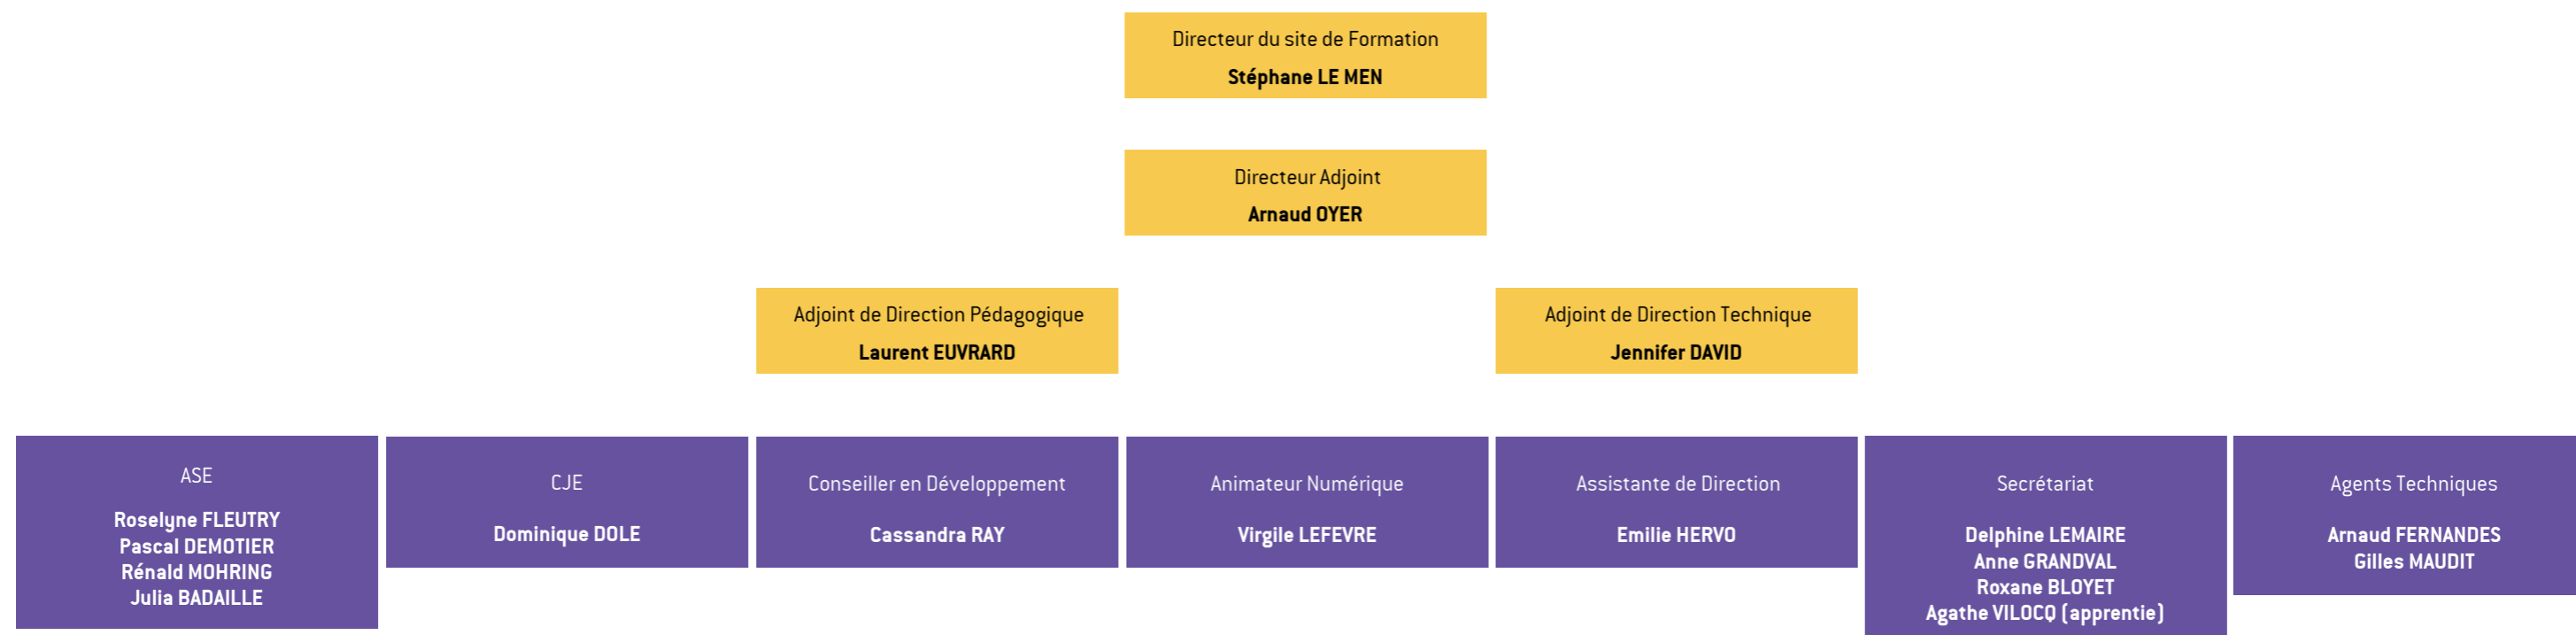 Directeur du site de Formation
Stéphane LE MEN
Directeur Adjoint
Arnaud OYER
Adjoint de Direction Pédagogique
Laurent EUVRARD
Adjoint de Direction Technique
Jennifer DAVID
ASE
Roselyne FLEUTRY
Pascal DEMOTIER
Rénald MOHRING
Julia BADAILLE
CJE
Dominique DOLE
Conseiller en Développement
Cassandra RAY
Animateur Numérique
Virgile LEFEVRE
Assistante de Direction
Emilie HERVO
Secrétariat
Delphine LEMAIRE
Anne GRANDVAL
Roxane BLOYET
Agathe VILOCQ (apprentie)
Agents Techniques
Arnaud FERNANDES
Gilles MAUDIT